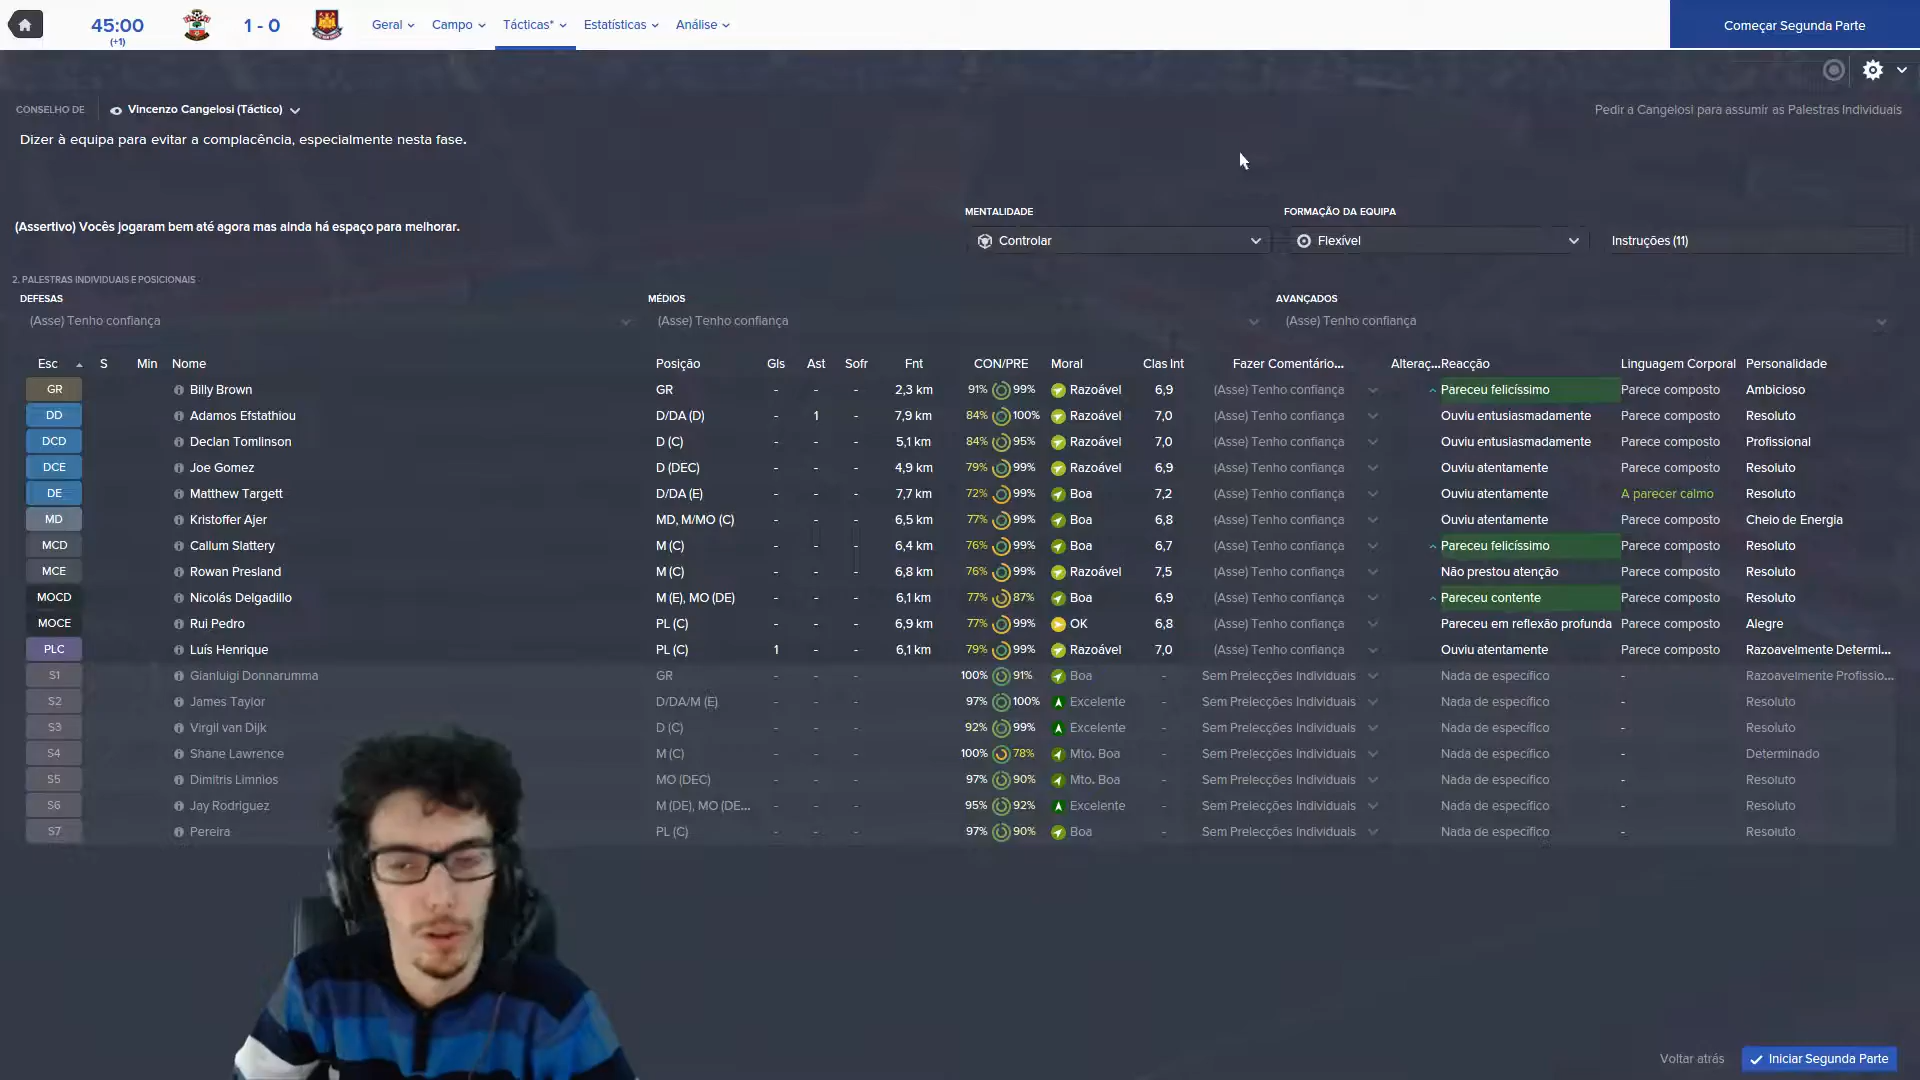 45:00
(+1)
1 - 0
Geral
Campo
Tácticas*
Estatísticas
Análise
Começar Segunda Parte
CONSELHO DE
Vincenzo Cangelosi (Táctico)
Pedir a Cangelosi para assumir as Palestras Individuais
Dizer à equipa para evitar a complacência, especialmente nesta fase.
(Assertivo) Vocês jogaram bem até agora mas ainda há espaço para melhorar.
MENTALIDADE
Controlar
FORMAÇÃO DA EQUIPA
Flexível
Instruções (11)
2. PALESTRAS INDIVIDUAIS E POSICIONAIS
DEFESAS
(Asse) Tenho confiança
MÉDIOS
(Asse) Tenho confiança
AVANÇADOS
(Asse) Tenho confiança
Esc S Min Nome Posição Gls Ast Sofr Fnt CON/PRE Moral Clas Int Fazer Comentário... Alteraç... Reacção Linguagem Corporal Personalidade
GR Billy Brown GR - - - 2,3 km 91% 99% Razoável 6,9 (Asse) Tenho confiança Pareceu felicíssimo Parece composto Ambicioso
DD Adamos Efstathiou D/DA (D) - 1 - 7,9 km 84% 100% Razoável 7,0 (Asse) Tenho confiança Ouviu entusiasmadamente Parece composto Resoluto
DCD Declan Tomlinson D (C) - - - 5,1 km 84% 95% Razoável 7,0 (Asse) Tenho confiança Ouviu entusiasmadamente Parece composto Profissional
DCE Joe Gomez D (DEC) - - - 4,9 km 79% 99% Razoável 6,9 (Asse) Tenho confiança Ouviu atentamente Parece composto Resoluto
DE Matthew Targett D/DA (E) - - - 7,7 km 72% 99% Boa 7,2 (Asse) Tenho confiança Ouviu atentamente A parecer calmo Resoluto
MD Kristoffer Ajer MD, M/MO (C) - - - 6,5 km 77% 99% Boa 6,8 (Asse) Tenho confiança Ouviu atentamente Parece composto Cheio de Energia
MCD Callum Slattery M (C) - - - 6,4 km 76% 99% Boa 6,7 (Asse) Tenho confiança Pareceu felicíssimo Parece composto Resoluto
MCE Rowan Presland M (C) - - - 6,8 km 76% 99% Razoável 7,5 (Asse) Tenho confiança Não prestou atenção Parece composto Resoluto
MOCD Nicolás Delgadillo M (E), MO (DE) - - - 6,1 km 77% 87% Boa 6,9 (Asse) Tenho confiança Pareceu contente Parece composto Resoluto
MOCE Rui Pedro PL (C) - - - 6,9 km 77% 99% OK 6,8 (Asse) Tenho confiança Pareceu em reflexão profunda Parece composto Alegre
PLC Luís Henrique PL (C) 1 - - 6,1 km 79% 99% Razoável 7,0 (Asse) Tenho confiança Ouviu atentamente Parece composto Razoavelmente Determi...
S1 Gianluigi Donnarumma GR - - - 100% 91% Boa - Sem Prelecções Individuais Nada de específico - Razoavelmente Profissio...
S2 James Taylor D/DA/M (E) - - - 97% 100% Excelente - Sem Prelecções Individuais Nada de específico - Resoluto
S3 Virgil van Dijk D (C) - - - 92% 99% Excelente - Sem Prelecções Individuais Nada de específico - Resoluto
S4 Shane Lawrence M (C) - - - 100% 78% Mto. Boa - Sem Prelecções Individuais Nada de específico - Determinado
S5 Dimitris Limnios MO (DEC) - - - 97% 90% Mto. Boa - Sem Prelecções Individuais Nada de específico - Resoluto
S6 Jay Rodriguez M (DE), MO (DE... - - - 95% 92% Excelente - Sem Prelecções Individuais Nada de específico - Resoluto
S7 Pereira PL (C) - - - 97% 90% Boa - Sem Prelecções Individuais Nada de específico - Resoluto
Voltar atrás
Iniciar Segunda Parte